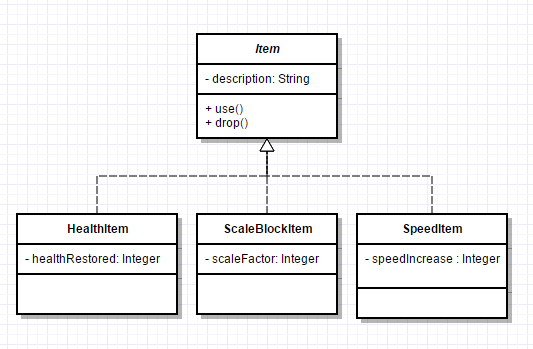 Item
- description: String
+ use()
+ drop()
HealthItem
- healthRestored: Integer
ScaleBlockItem
- scaleFactor: Integer
SpeedItem
- speedIncrease : Integer